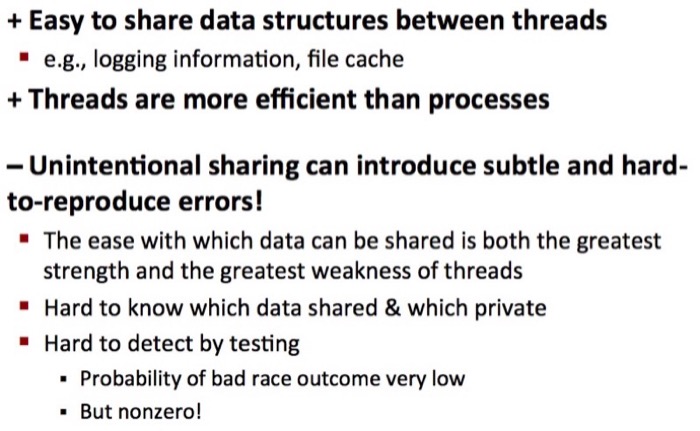 + Easy to share data structures between threads
▪ e.g., logging information, file cache
+ Threads are more efficient than processes
– Unintentional sharing can introduce subtle and hard-
to-reproduce errors!
▪ The ease with which data can be shared is both the greatest
strength and the greatest weakness of threads
▪ Hard to know which data shared & which private
▪ Hard to detect by testing
▪ Probability of bad race outcome very low
▪ But nonzero!